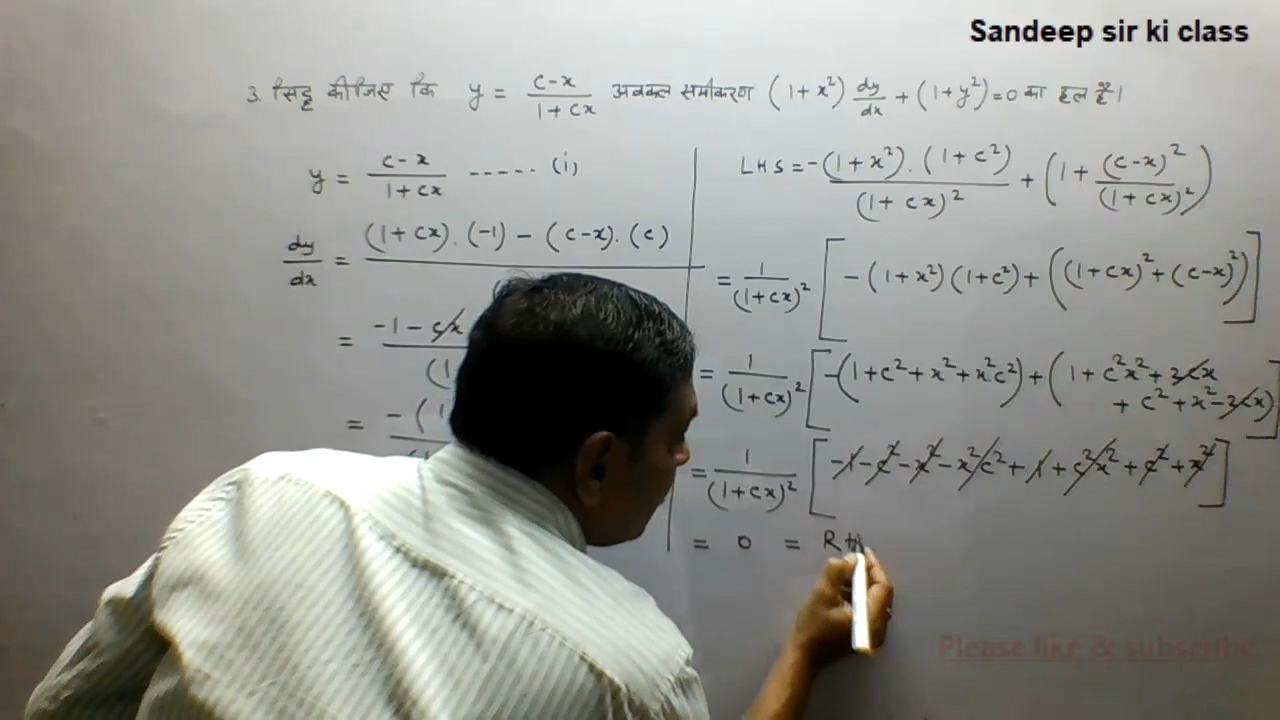 Sandeep sir ki class
3. सिद्ध कीजिए कि y = (c-x)/(1+cx) अवकल समीकरण (1+x²) dy/dx + (1+y²)=0 का हल है।
y = (c-x)/(1+cx) ----- (i)
dy/dx = (1+cx).(-1) - (c-x).(c)
= -1-cx
(1
= -(1
LHS = -(1+x²).(1+c²)/(1+cx)² + (1 + (c-x)²/(1+cx)²)
= 1/(1+cx)² [-(1+x²)(1+c²)+((1+cx)²+(c-x)²)]
= 1/(1+cx)² [-(1+c²+x²+x²c²)+(1+c²x²+2cx
+c²+x²-2cx)]
= 1/(1+cx)² [-1-c²-x²-x²c²+1+c²x²+c²+x²]
= 0 = RH
Please like & subscribe